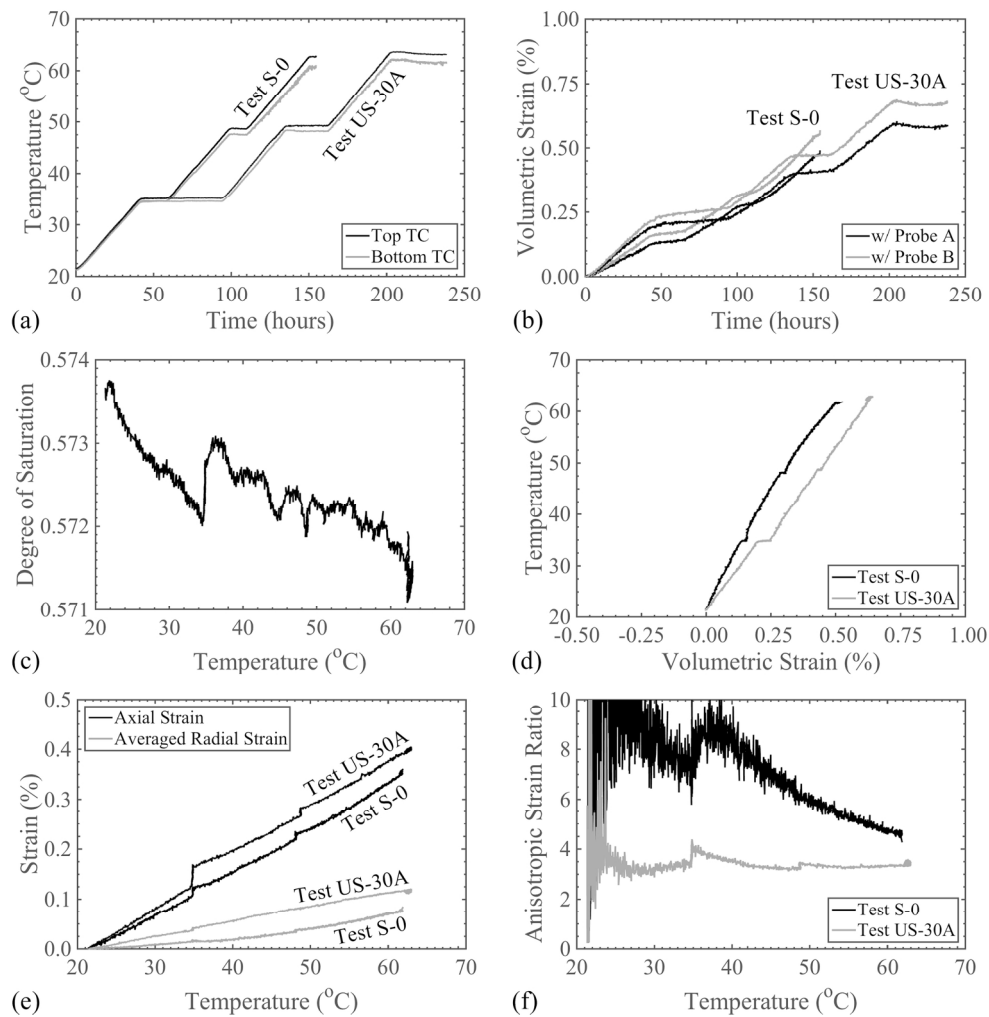 70
60
50
40
30
20
Temperature (°C)
0
50
100
150
200
250
Time (hours)
Test S-0
Test US-30A
Top TC
Bottom TC
(a)
1.00
0.75
0.50
0.25
0.00
Volumetric Strain (%)
0
50
100
150
200
250
Time (hours)
Test US-30A
Test S-0
w/ Probe A
w/ Probe B
(b)
0.574
0.573
0.572
0.571
Degree of Saturation
20
30
40
50
60
70
Temperature (°C)
(c)
70
60
50
40
30
20
Temperature (°C)
-0.50
-0.25
0.00
0.25
0.50
0.75
1.00
Volumetric Strain (%)
Test S-0
Test US-30A
(d)
0.5
0.4
0.3
0.2
0.1
0.0
Strain (%)
Axial Strain
Averaged Radial Strain
Test US-30A
Test S-0
Test US-30A
Test S-0
20
30
40
50
60
70
Temperature (°C)
(e)
10
8
6
4
2
0
Anisotropic Strain Ratio
Test S-0
Test US-30A
20
30
40
50
60
70
Temperature (°C)
(f)